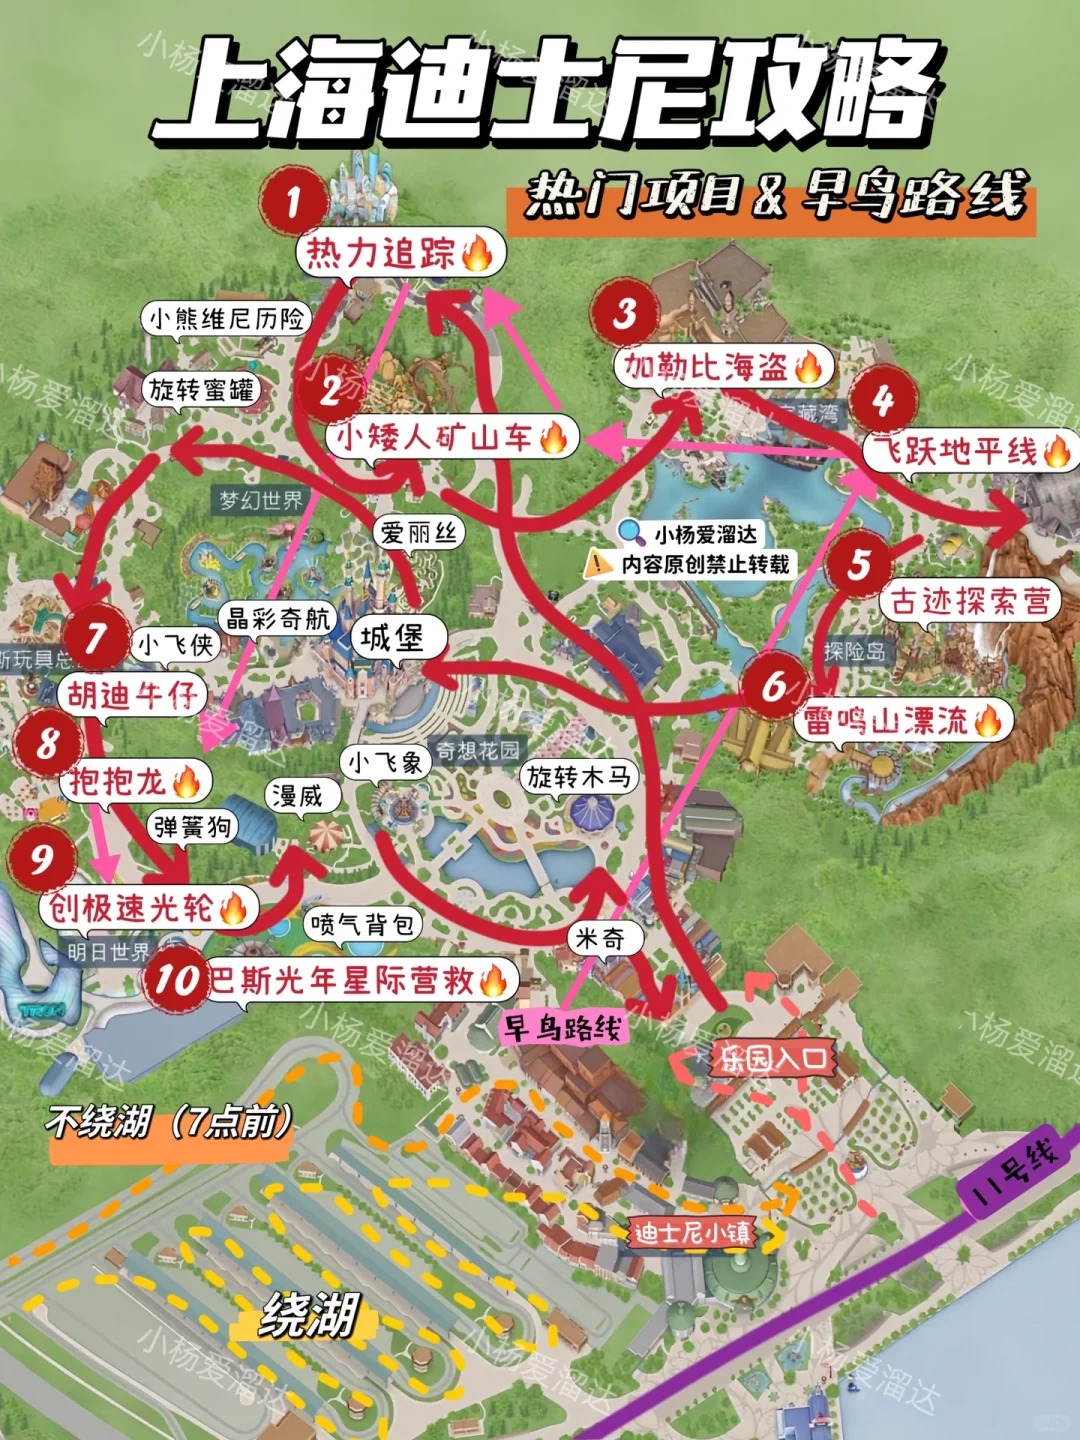 上海迪士尼攻略
热门项目&早鸟路线
1
热力追踪🔥
小熊维尼历险
旋转蜜罐
2
小矮人矿山车🔥
3
加勒比海盗🔥
宝藏湾
4
飞跃地平线🔥
梦幻世界
爱丽丝
🔍 小杨爱溜达
⚠️ 内容原创禁止转载
5
古迹探索营
晶彩奇航
城堡
7
小飞侠
探险岛
胡迪牛仔
6
雷鸣山漂流🔥
8
抱抱龙🔥
小飞象
奇想花园
旋转木马
漫威
弹簧狗
9
创极速光轮🔥
明日世界
喷气背包
米奇
10
巴斯光年星际营救🔥
TRON
早鸟路线
乐园入口
不绕湖（7点前）
11号线
迪士尼小镇
绕湖
小杨爱溜达